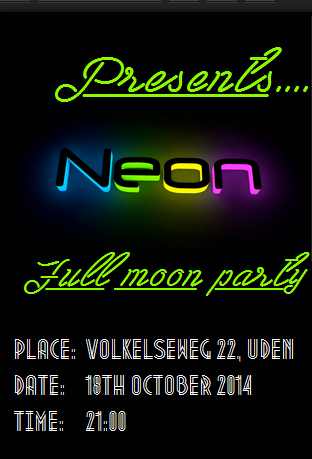 Presents....
Neon
Full moon party
PLACE: VOLKELSEWEG 22, UDEN
DATE: 18TH OCTOBER 2014
TIME: 21:00